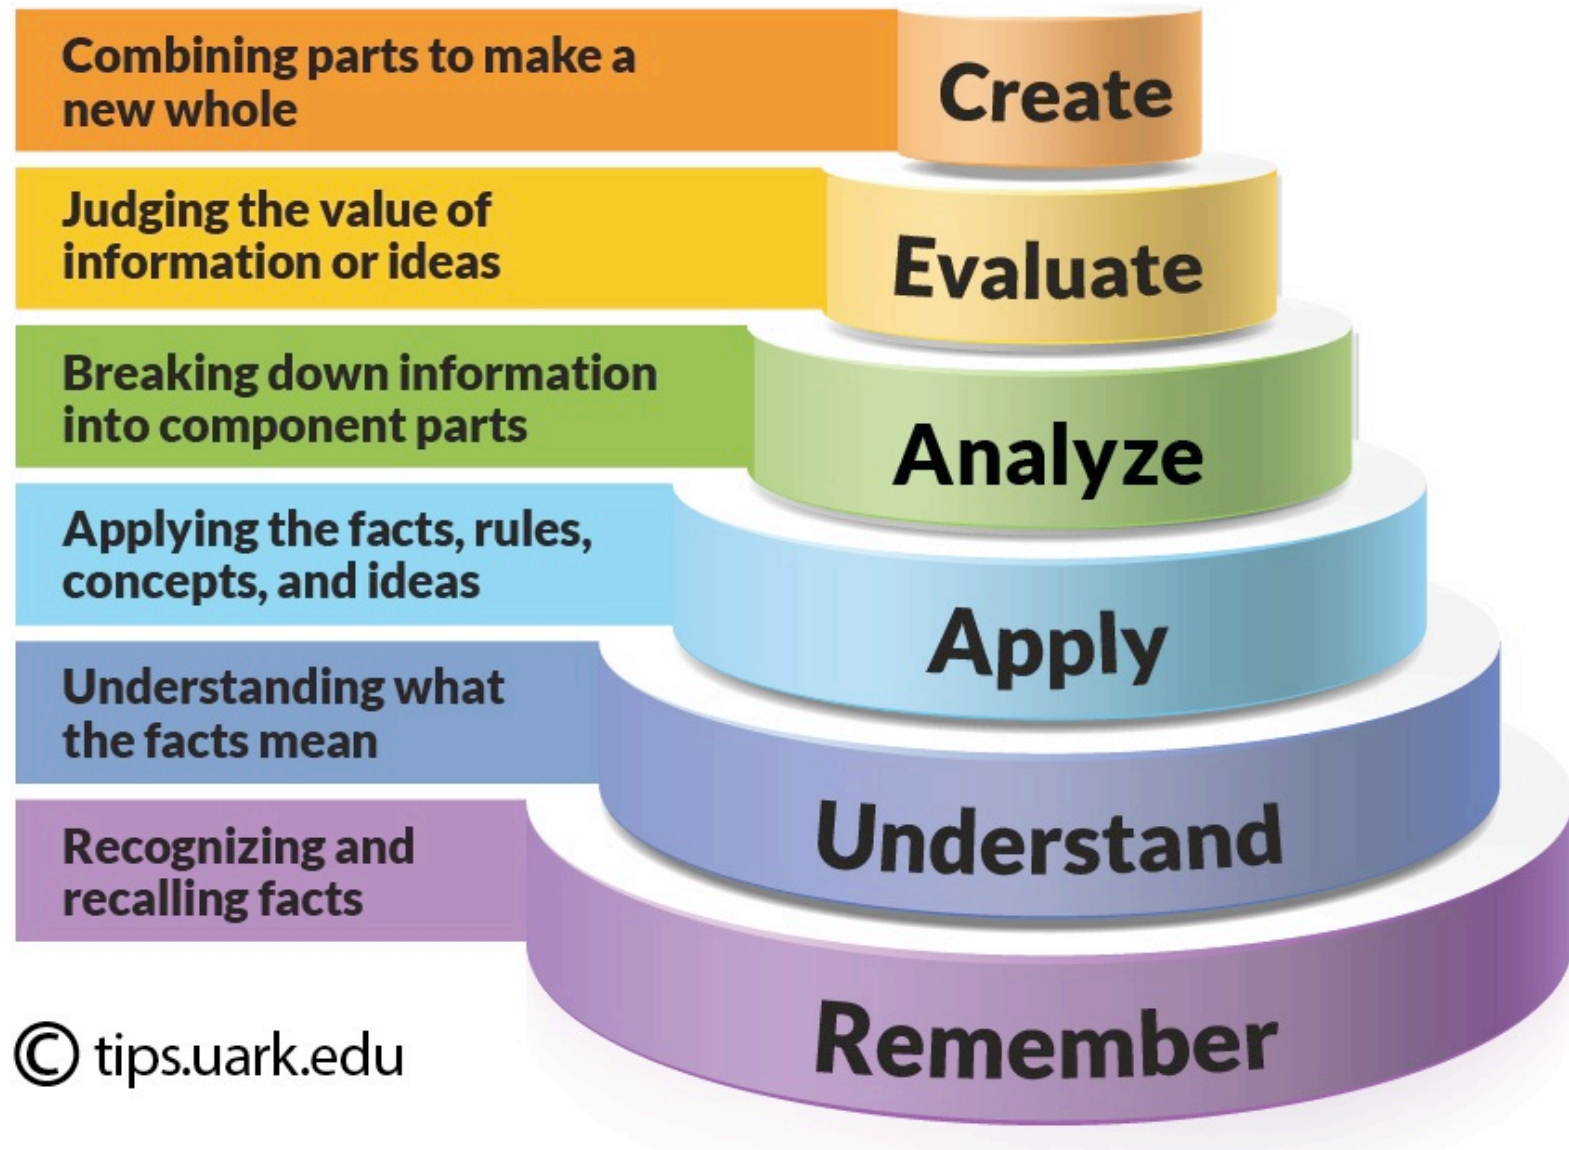 Combining parts to make a
new whole
Create
Judging the value of
information or ideas
Evaluate
Breaking down information
into component parts
Analyze
Applying the facts, rules,
concepts, and ideas
Apply
Understanding what
the facts mean
Understand
Recognizing and
recalling facts
Remember
© tips.uark.edu